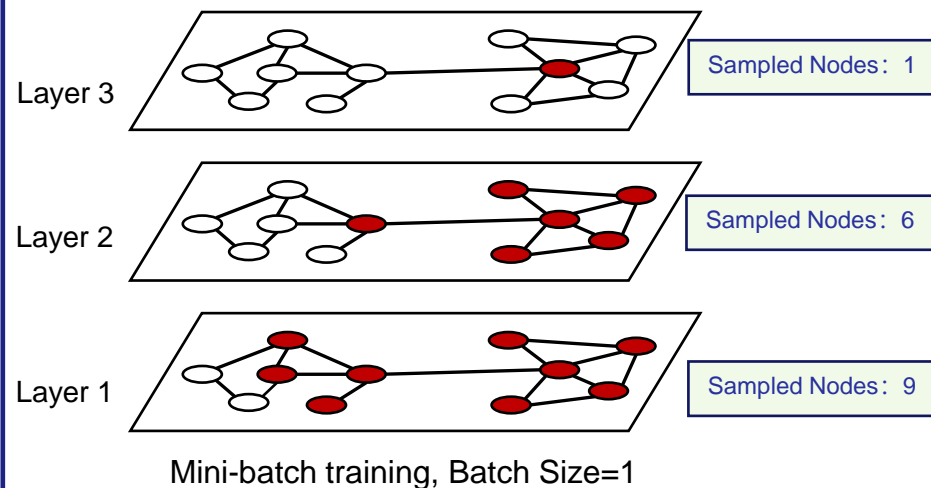 Layer 3
Sampled Nodes: 1
Layer 2
Sampled Nodes: 6
Layer 1
Sampled Nodes: 9
Mini-batch training, Batch Size=1